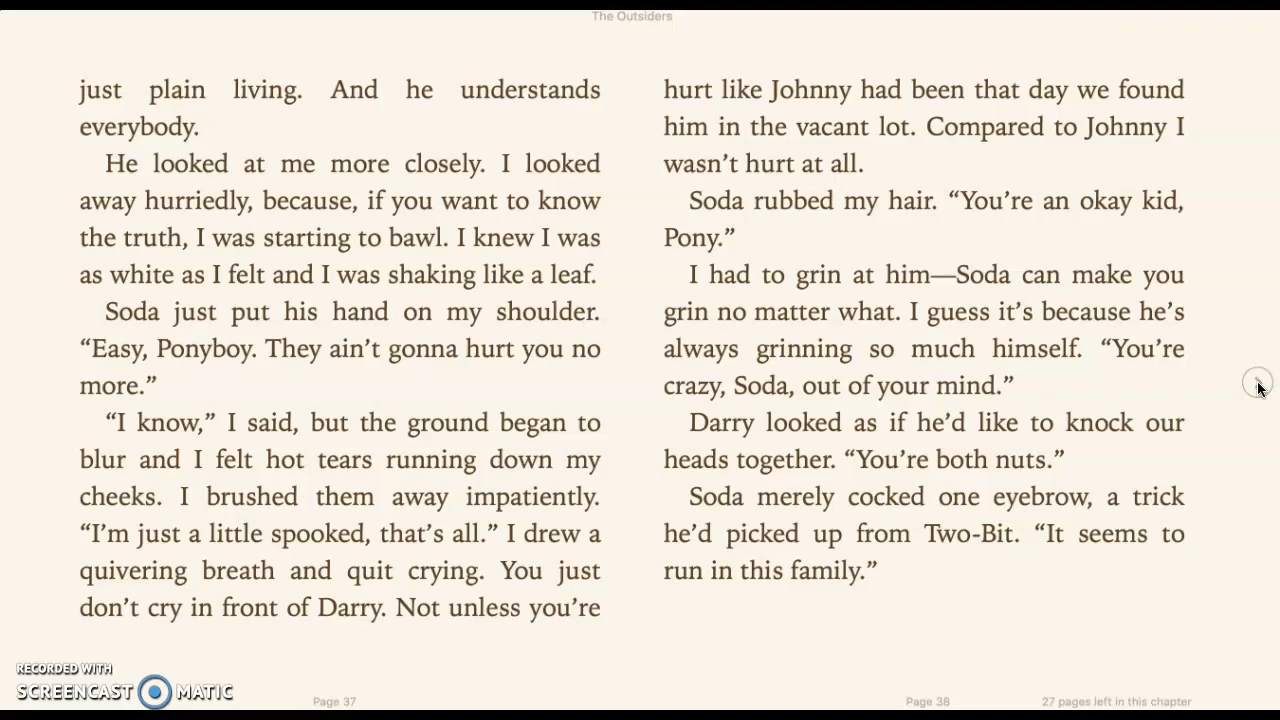 The Outsiders
just plain living. And he understands
everybody.
He looked at me more closely. I looked
away hurriedly, because, if you want to know
the truth, I was starting to bawl. I knew I was
as white as I felt and I was shaking like a leaf.
Soda just put his hand on my shoulder.
“Easy, Ponyboy. They ain’t gonna hurt you no
more.”
“I know,” I said, but the ground began to
blur and I felt hot tears running down my
cheeks. I brushed them away impatiently.
“I’m just a little spooked, that’s all.” I drew a
quivering breath and quit crying. You just
don’t cry in front of Darry. Not unless you’re
hurt like Johnny had been that day we found
him in the vacant lot. Compared to Johnny I
wasn’t hurt at all.
Soda rubbed my hair. “You’re an okay kid,
Pony.”
I had to grin at him—Soda can make you
grin no matter what. I guess it’s because he’s
always grinning so much himself. “You’re
crazy, Soda, out of your mind.”
Darry looked as if he’d like to knock our
heads together. “You’re both nuts.”
Soda merely cocked one eyebrow, a trick
he’d picked up from Two-Bit. “It seems to
run in this family.”
RECORDED WITH
SCREENCAST MATIC
Page 37
Page 38
27 pages left in this chapter